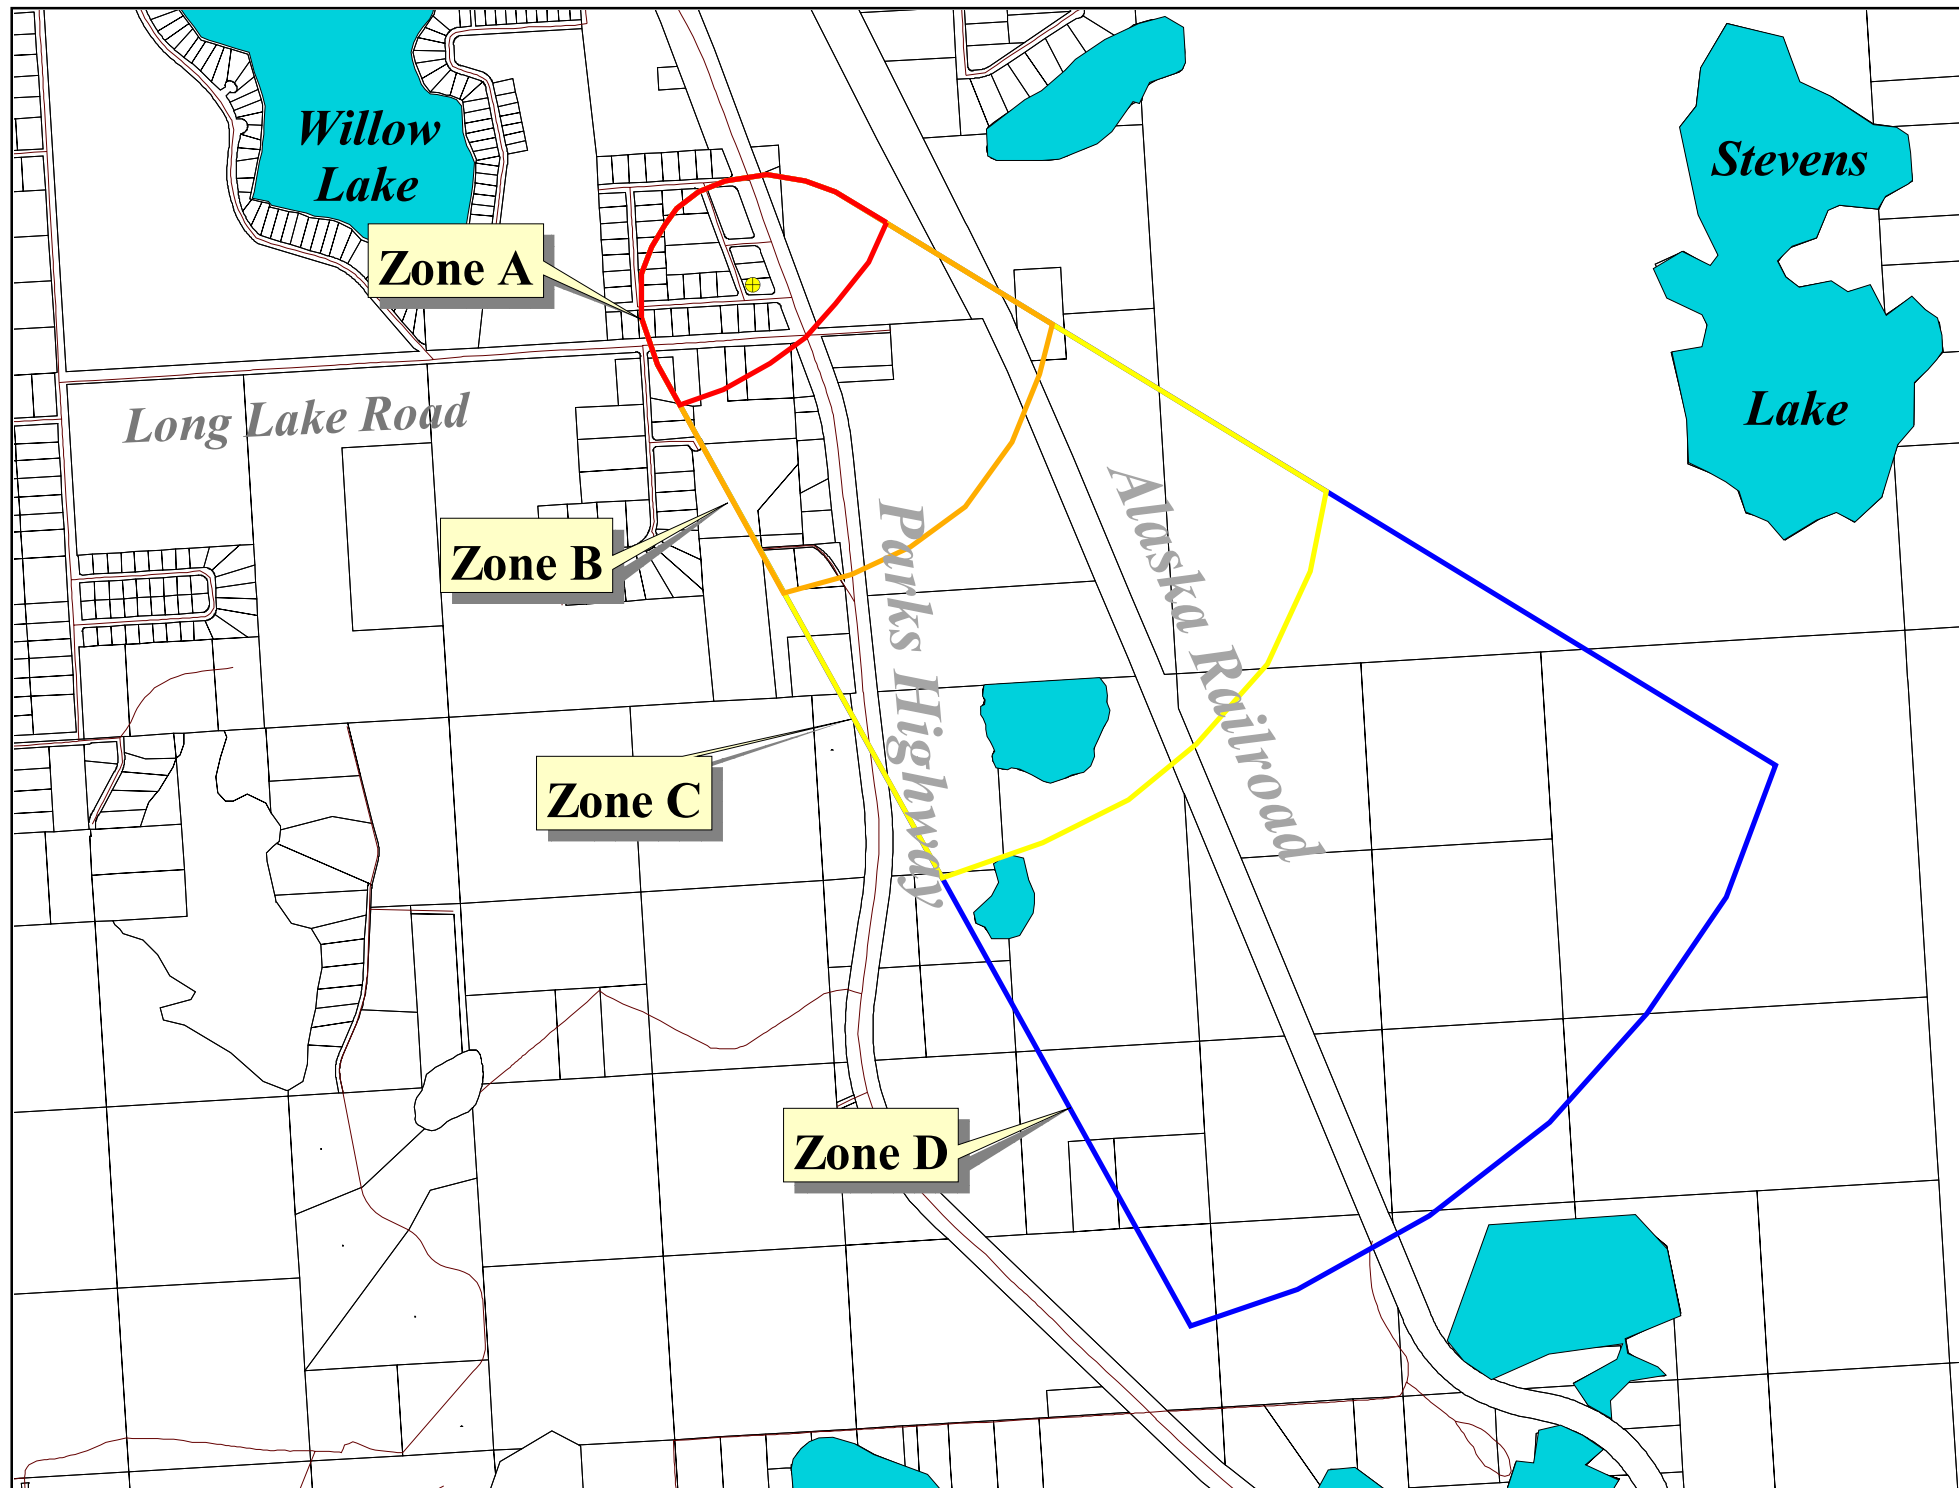 Willow
Lake
Stevens
Lake
Zone A
Long Lake Road
Zone B
Parks Highway
Alaska Railroad
Zone C
Zone D